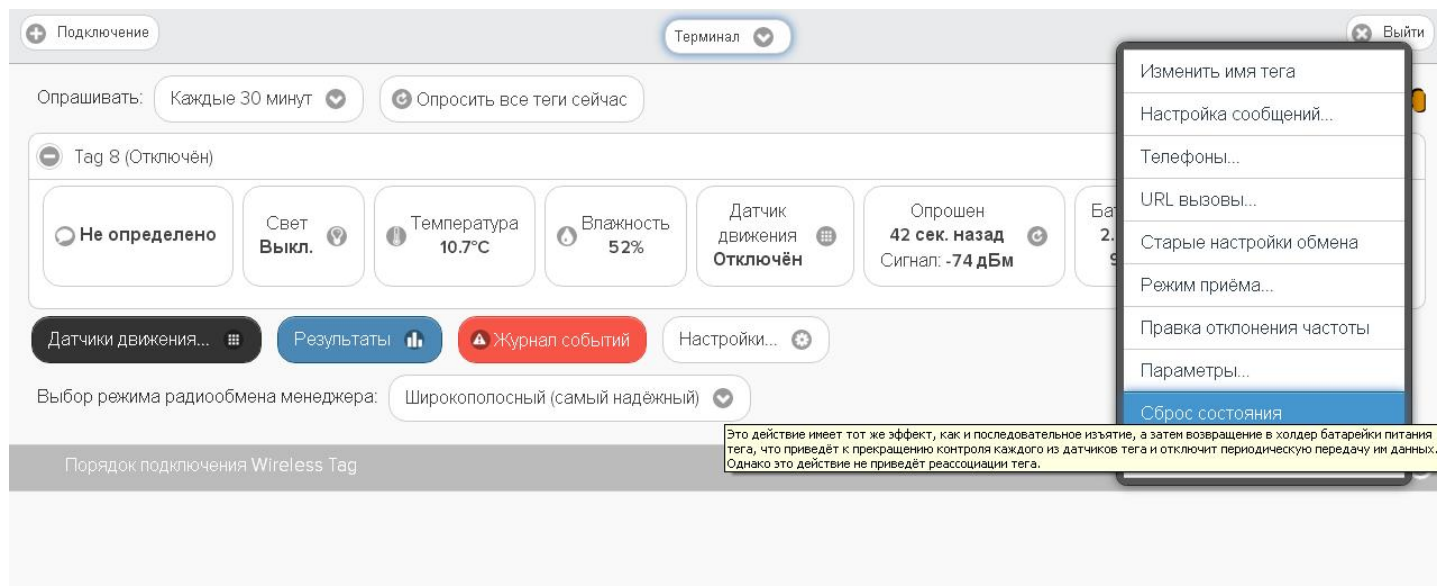 Подключение
Терминал
Выйти
Опрашивать:
Каждые 30 минут
Опросить все теги сейчас
Tag 8 (Отключён)
Не определено
Свет
Выкл.
Температура
10.7°C
Влажность
52%
Датчик
движения
Отключён
Опрошен
42 сек. назад
Сигнал: -74 дБм
Датчики движения...
Результаты
Журнал событий
Настройки...
Выбор режима радиообмена менеджера:
Широкополосный (самый надёжный)
Порядок подключения Wireless Tag
Изменить имя тега
Настройка сообщений...
Телефоны...
URL вызовы...
Старые настройки обмена
Режим приёма...
Правка отклонения частоты
Параметры...
Сброс состояния
Это действие имеет тот же эффект, как и последовательное изъятие, а затем возвращение в холдер батарейки питания
тега, что приведёт к прекращению контроля каждого из датчиков тега и отключит периодическую передачу им данных.
Однако это действие не приведёт реассоциации тега.